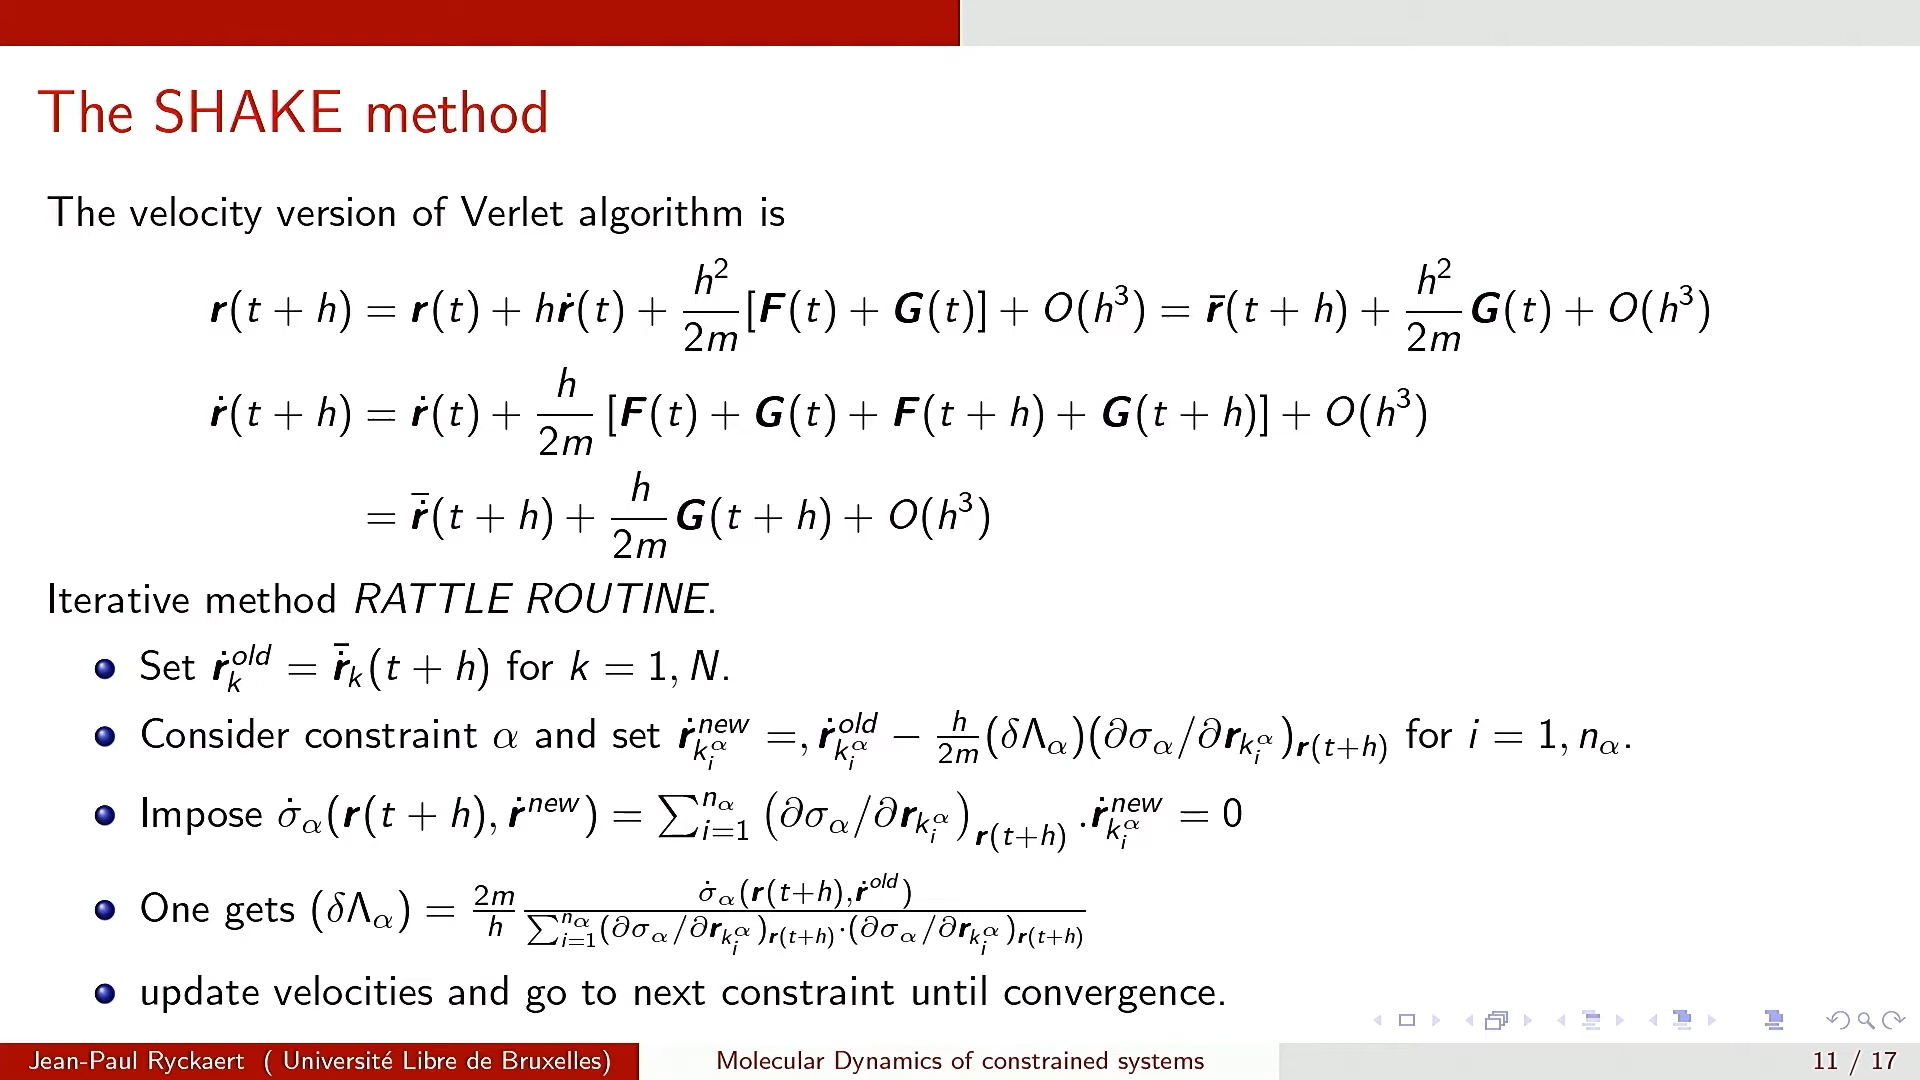 The SHAKE method
The velocity version of Verlet algorithm is
r(t + h) = r(t) + hṙ(t) + h²/2m [F(t) + G(t)] + O(h³) = r̄(t + h) + h²/2m G(t) + O(h³)
ṙ(t + h) = ṙ(t) + h/2m [F(t) + G(t) + F(t + h) + G(t + h)] + O(h³)
= ṙ̄(t + h) + h/2m G(t + h) + O(h³)
Iterative method RATTLE ROUTINE.
Set ṙ_k^old = ṙ̄_k(t + h) for k = 1, N.
Consider constraint α and set ṙ_{k_i^α}^new =, ṙ_{k_i^α}^old − h/2m (δΛ_α)(∂σ_α/∂r_{k_i^α})_{r(t+h)} for i = 1, n_α.
Impose σ̇_α(r(t + h), ṙ^new) = ∑_{i=1}^{n_α} (∂σ_α/∂r_{k_i^α})_{r(t+h)} .ṙ_{k_i^α}^new = 0
One gets (δΛ_α) = 2m/h σ̇_α(r(t+h),ṙ^old) / ∑_{i=1}^{n_α}(∂σ_α/∂r_{k_i^α})_{r(t+h)}·(∂σ_α/∂r_{k_i^α})_{r(t+h)}
update velocities and go to next constraint until convergence.
Jean-Paul Ryckaert ( Université Libre de Bruxelles)
Molecular Dynamics of constrained systems
11 / 17